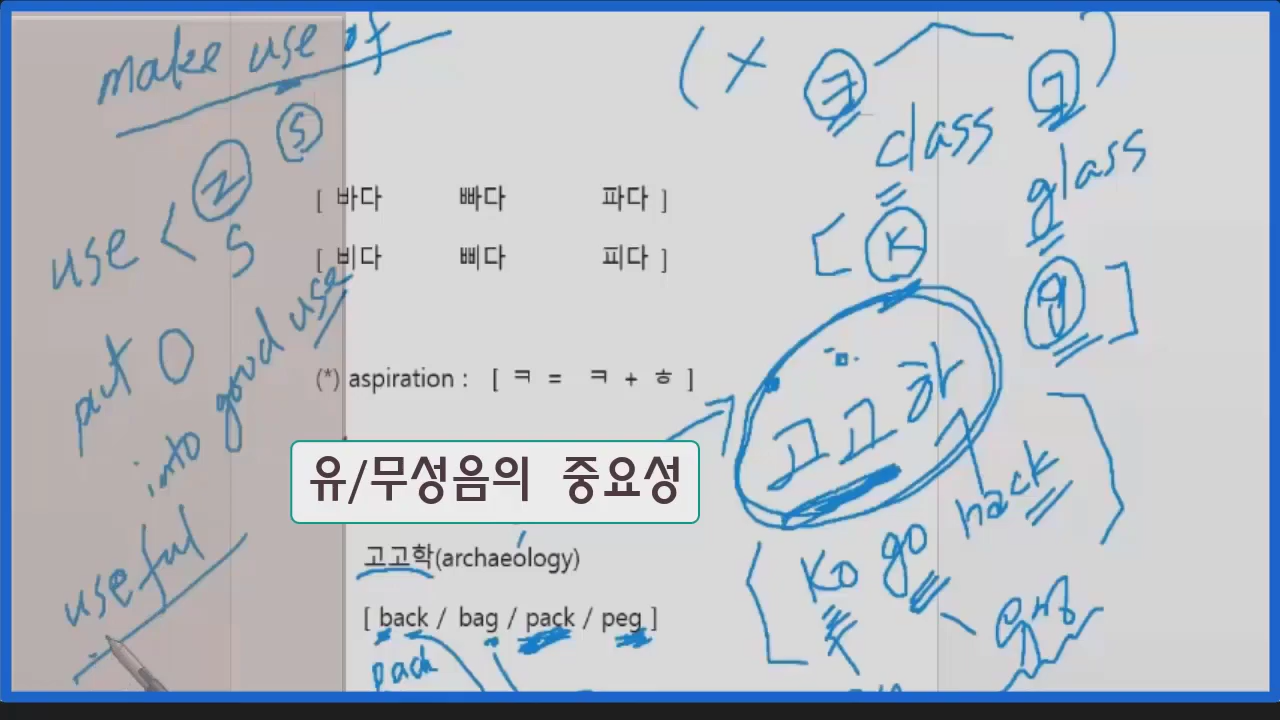 make use of
( X ㅋ ㄱ )
class glass
[ K g ]
use < z s
s
[ 바다 빠다 파다 ]
[ 비다 삐다 피다 ]
put O
into good use
(*) aspiration : [ ㅋ = ㅋ + ㅎ ]
고고학
유/무성음의 중요성
useful
고고학(archaeology)
Ko go hack
[ back / bag / pack / peg ]
pack